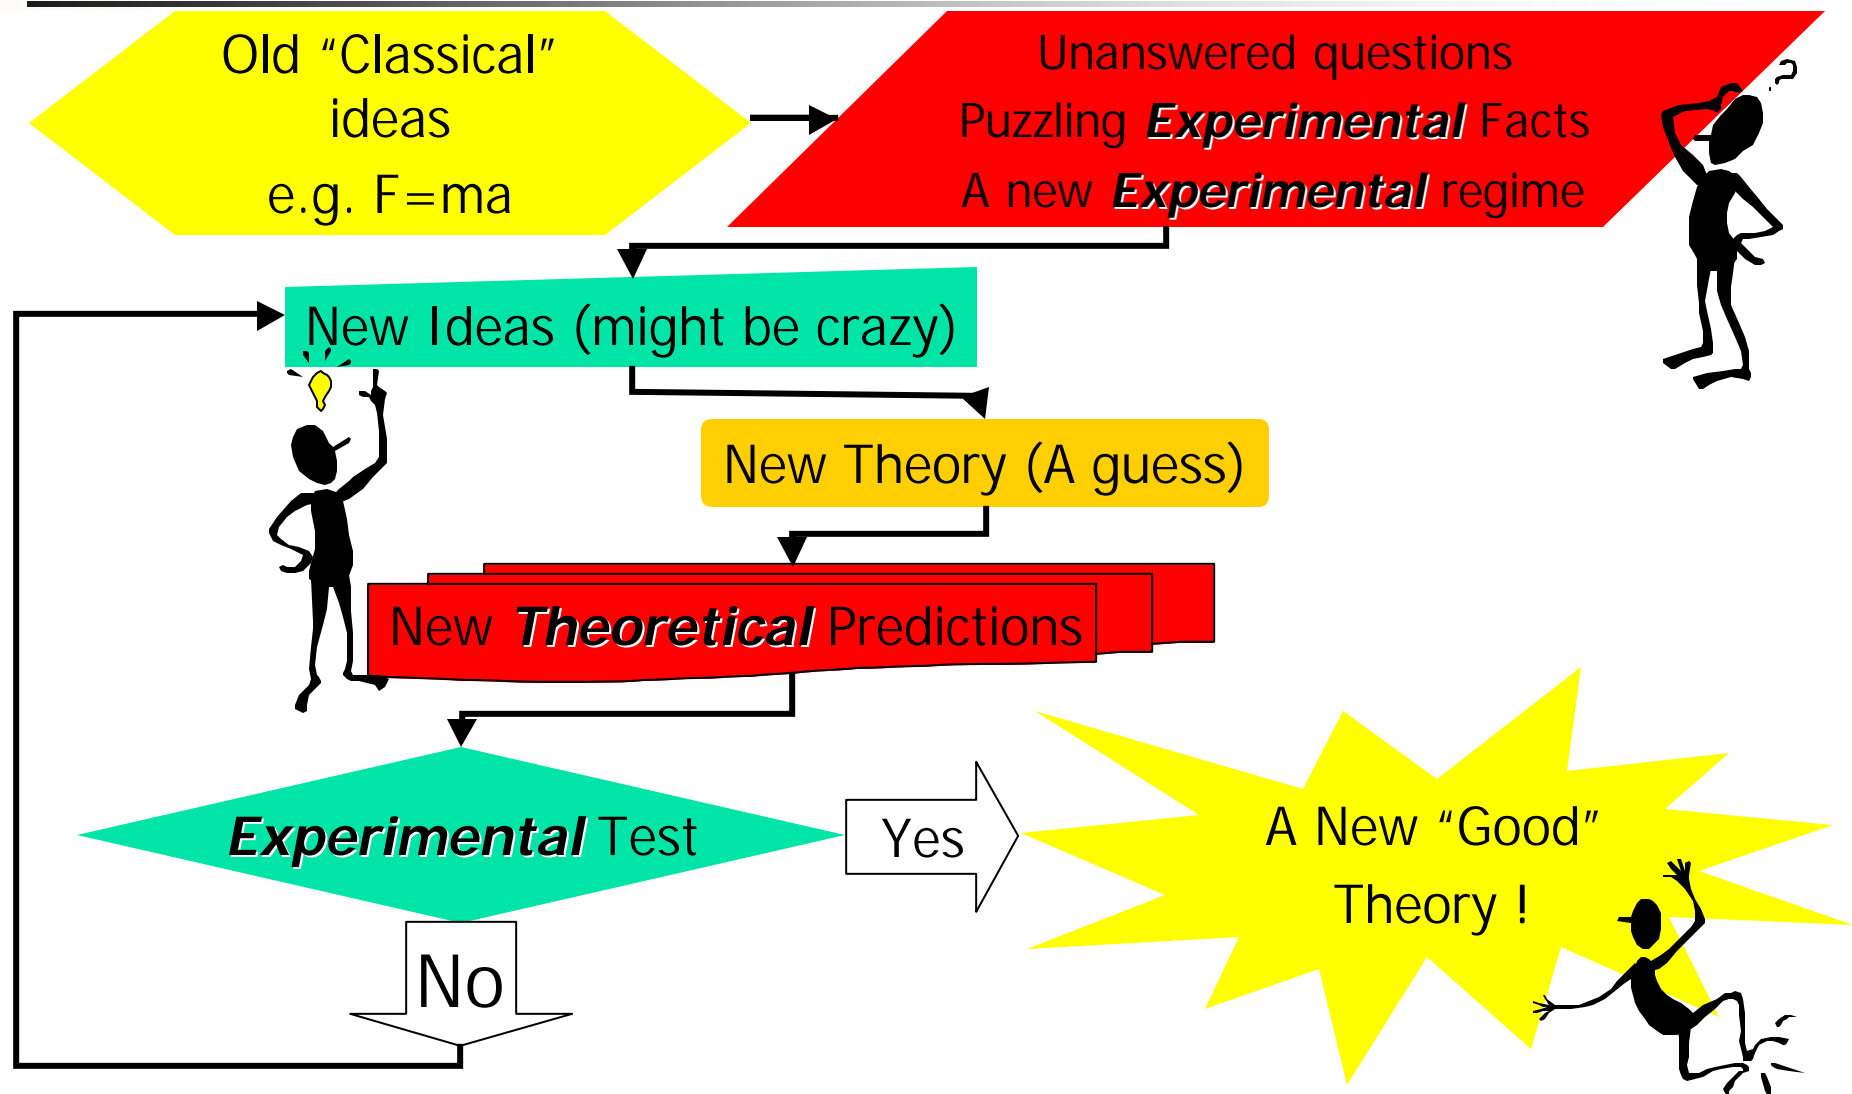 Old “Classical”
ideas
e.g. F=ma
Unanswered questions
Puzzling Experimental Facts
A new Experimental regime
?
New Ideas (might be crazy)
New Theory (A guess)
New Theoretical Predictions
Experimental Test
Yes
A New “Good”
Theory !
No